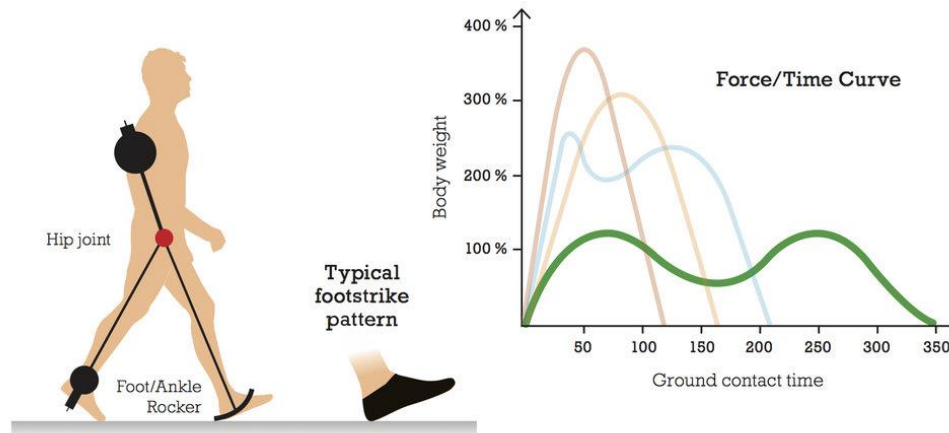 Hip joint
Foot/Ankle
Rocker
Typical
footstrike
pattern
Force/Time Curve
Body weight
400 %
300 %
200 %
100 %
50
100
150
200
250
300
350
Ground contact time